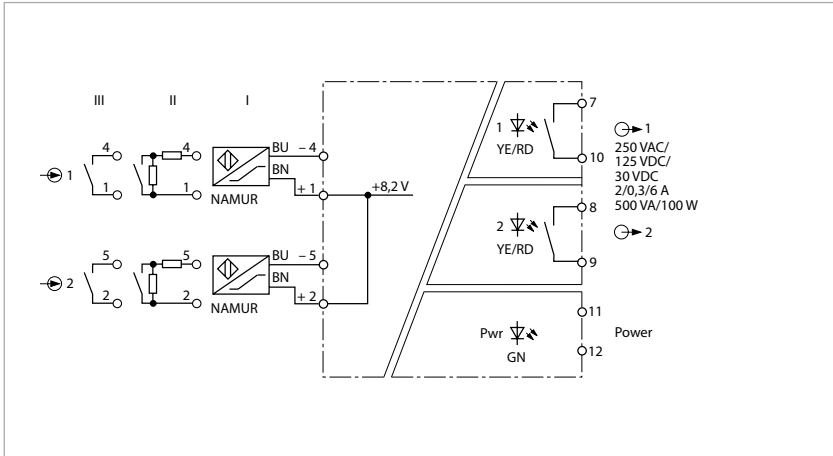 III II I
1
4
1
4
1
BU – 4
BN
+ 1
NAMUR
+8,2 V
2
5
2
5
2
BU – 5
BN
+ 2
NAMUR
1
YE/RD
7
10
1
250 VAC/
125 VDC/
30 VDC
2/0,3/6 A
500 VA/100 W
2
2
YE/RD
8
9
Pwr
GN
11
12
Power